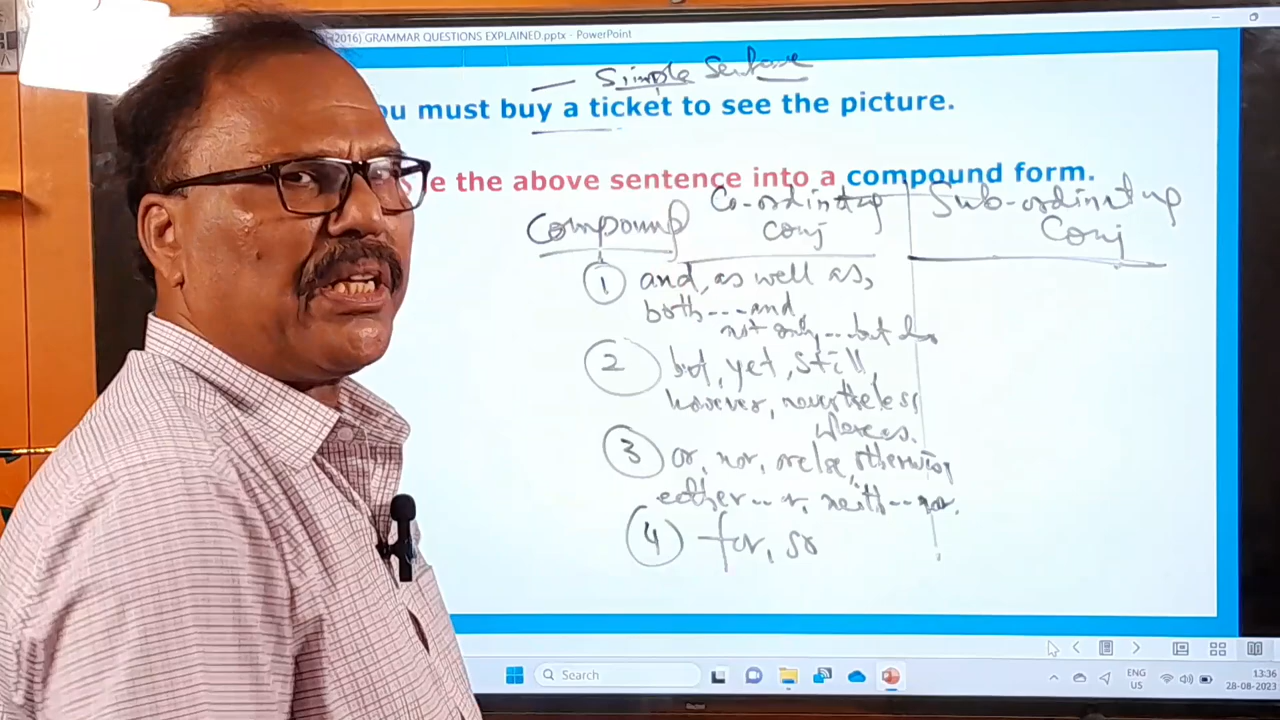 2016) GRAMMAR QUESTIONS EXPLAINED.pptx - PowerPoint
Simple Sentence
ou must buy a ticket to see the picture.
e the above sentence into a compound form.
Compound
Co-ordinating conj
Sub-ordinating Conj
1 and, as well as,
both---and
not only---but
2 but, yet, still,
however, nevertheless,
whereas.
3 or, nor, or else, otherwise
either--or, neith---nor.
4 for, so
Search
ENG
US
13:36
28-08-2023